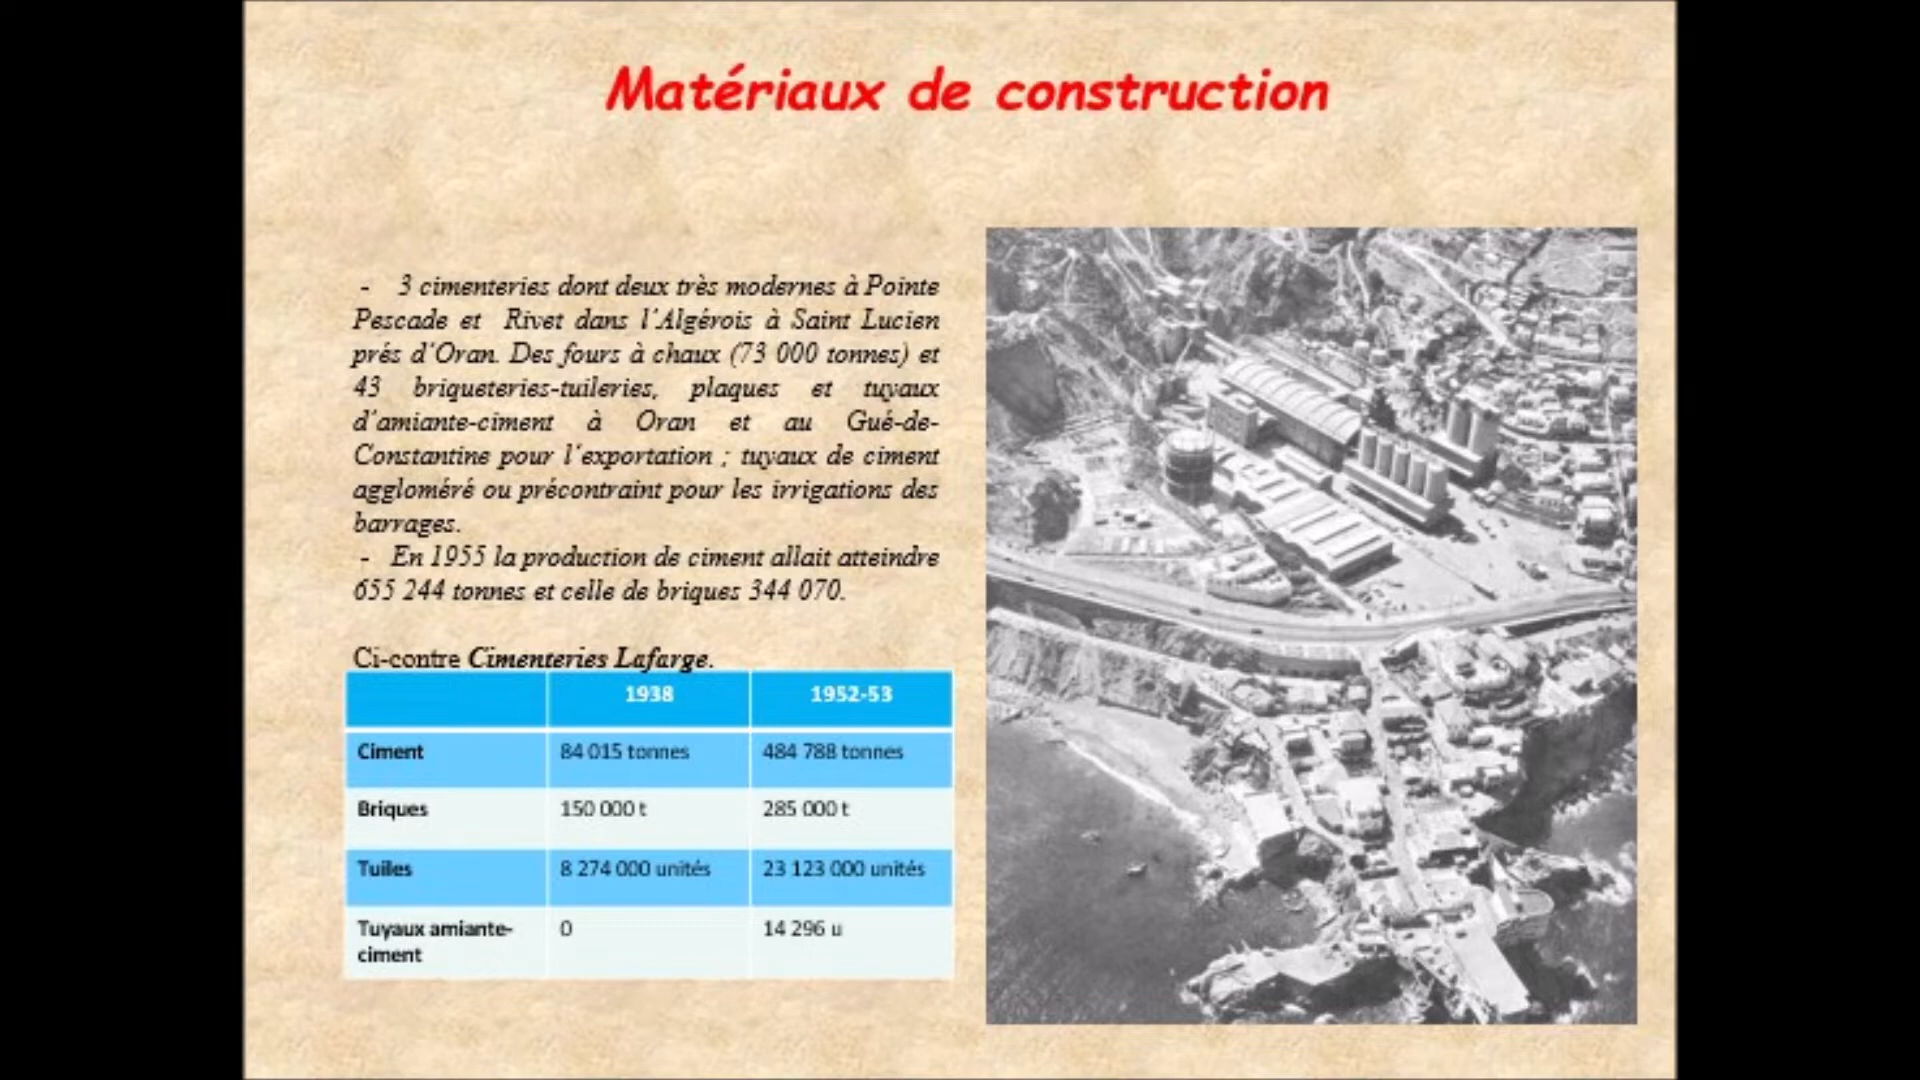 Matériaux de construction
- 3 cimenteries dont deux très modernes à Pointe
Pescade et Rivet dans l'Algérois à Saint Lucien
prés d'Oran. Des fours à chaux (73 000 tonnes) et
43 briqueteries-tuileries, plaques et tuyaux
d'amiante-ciment à Oran et au Gué-de-
Constantine pour l'exportation ; tuyaux de ciment
aggloméré ou précontraint pour les irrigations des
barrages.
- En 1955 la production de ciment allait atteindre
655 244 tonnes et celle de briques 344 070.
Ci-contre Cimenteries Lafarge.
1938 1952-53
Ciment 84 015 tonnes 484 788 tonnes
Briques 150 000 t 285 000 t
Tuiles 8 274 000 unités 23 123 000 unités
Tuyaux amiante- 0 14 296 u
ciment